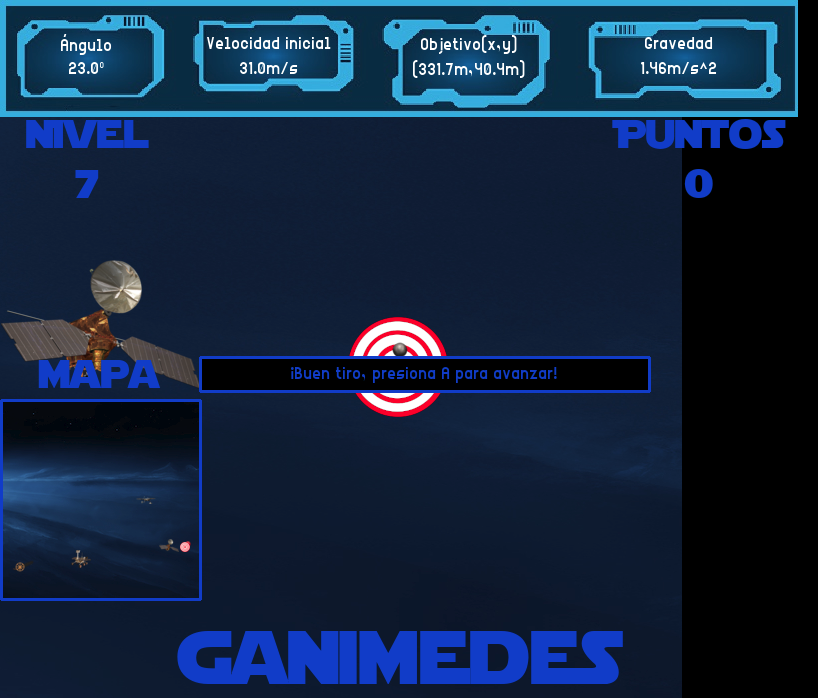 Ángulo
23.0º
Velocidad inicial
31.0m/s
Objetivo(x,y)
(331.7m,40.4m)
Gravedad
1.46m/s^2
NIVEL
7
PUNTOS
0
MAPA
¡Buen tiro, presiona A para avanzar!
GANIMEDES